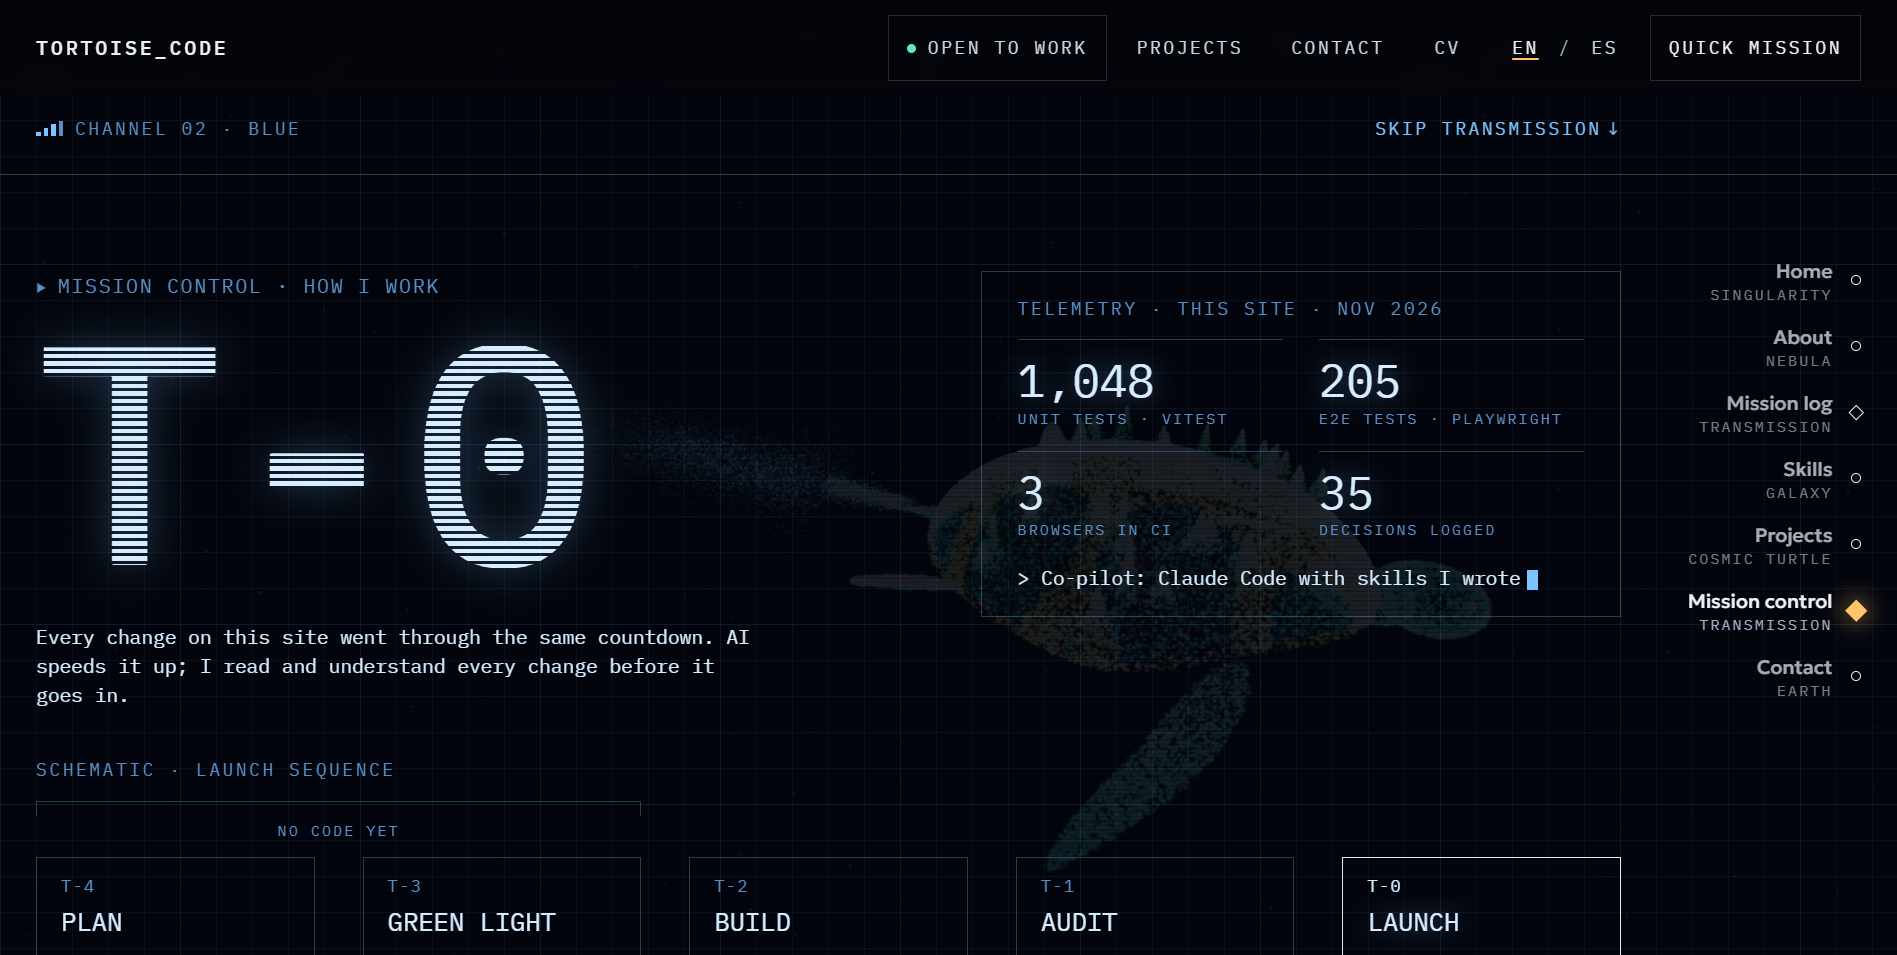 TORTOISE_CODE
OPEN TO WORK
PROJECTS
CONTACT
CV
EN / ES
QUICK MISSION
CHANNEL 02 · BLUE
SKIP TRANSMISSION ↓
▶ MISSION CONTROL · HOW I WORK
T-0
Every change on this site went through the same countdown. AI
speeds it up; I read and understand every change before it
goes in.
TELEMETRY · THIS SITE · NOV 2026
1,048
UNIT TESTS · VITEST
205
E2E TESTS · PLAYWRIGHT
3
BROWSERS IN CI
35
DECISIONS LOGGED
> Co-pilot: Claude Code with skills I wrote
Home
SINGULARITY
About
NEBULA
Mission log
TRANSMISSION
Skills
GALAXY
Projects
COSMIC TURTLE
Mission control
TRANSMISSION
Contact
EARTH
SCHEMATIC · LAUNCH SEQUENCE
NO CODE YET
T-4
PLAN
T-3
GREEN LIGHT
T-2
BUILD
T-1
AUDIT
T-0
LAUNCH